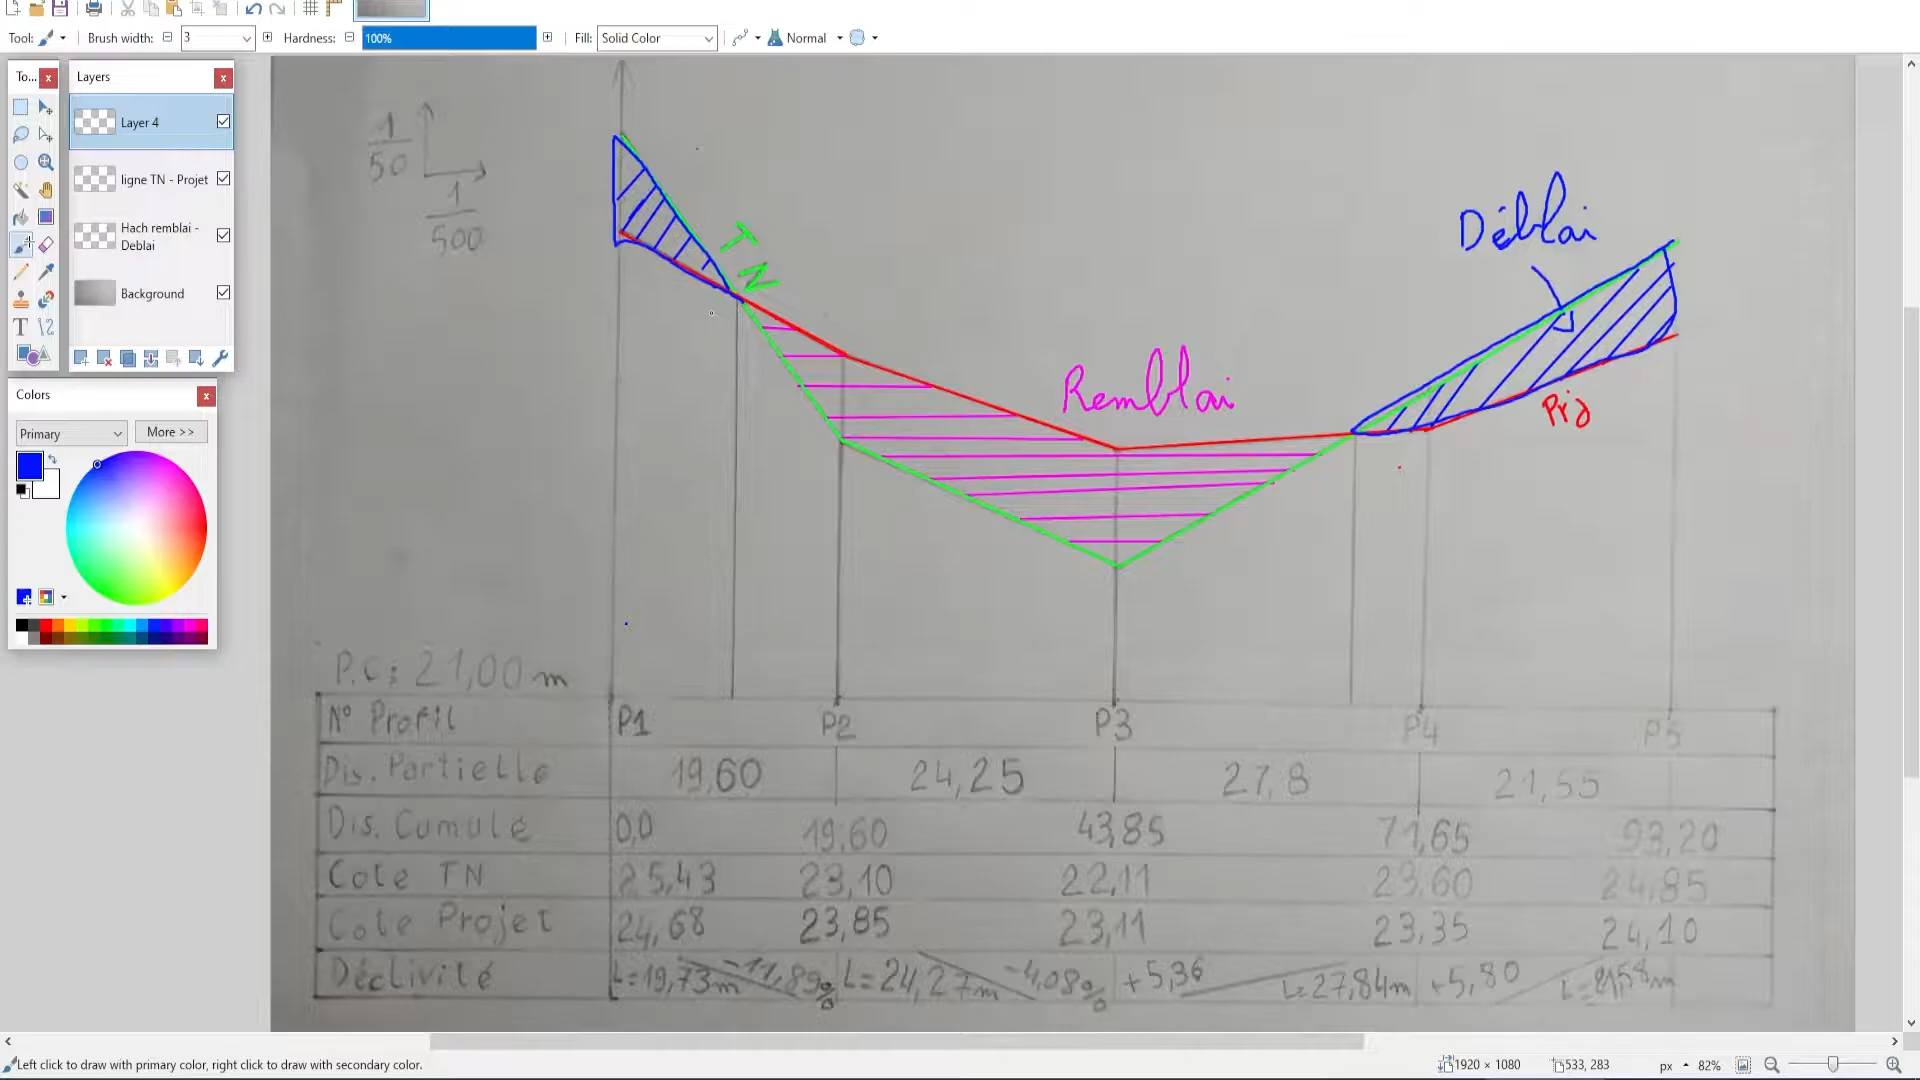 Tool:
Brush width: 3 Hardness: 100% Fill: Solid Color Normal
To...
Layers
Layer 4
ligne TN - Projet
Hach remblai -
Deblai
Background
Colors
Primary More >>
1
50
1
500
TN
Remblai
Déblai
Prj
P.C: 21,00 m
N° Profil P1 P2 P3 P4 P5
Dis. Partielle 19,60 24,25 27,8 21,55
Dis. Cumulé 0,0 19,60 43,85 71,65 93,20
Cote TN 25,43 23,10 22,11 23,60 24,85
Cote Projet 24,68 23,85 23,11 23,35 24,10
Déclivité L=19,73m -11,89% L=24,27m -4,08% +5,36 L=27,84m +5,80
Left click to draw with primary color, right click to draw with secondary color. 1920 × 1080 533, 283 px 82%